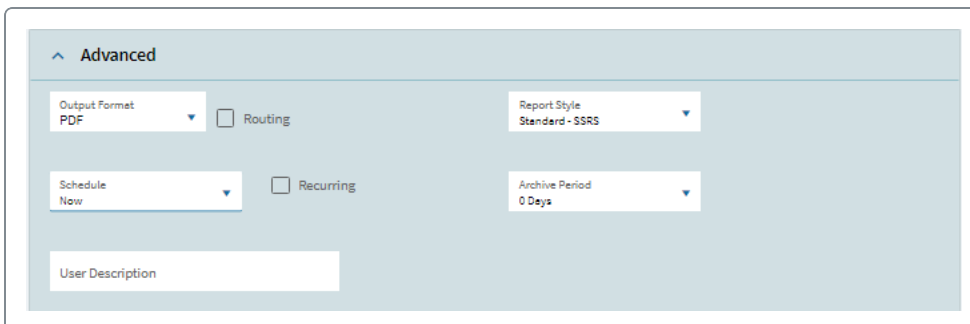 Advanced
Output Format
PDF
Routing
Report Style
Standard - SSRS
Schedule
Now
Recurring
Archive Period
0 Days
User Description